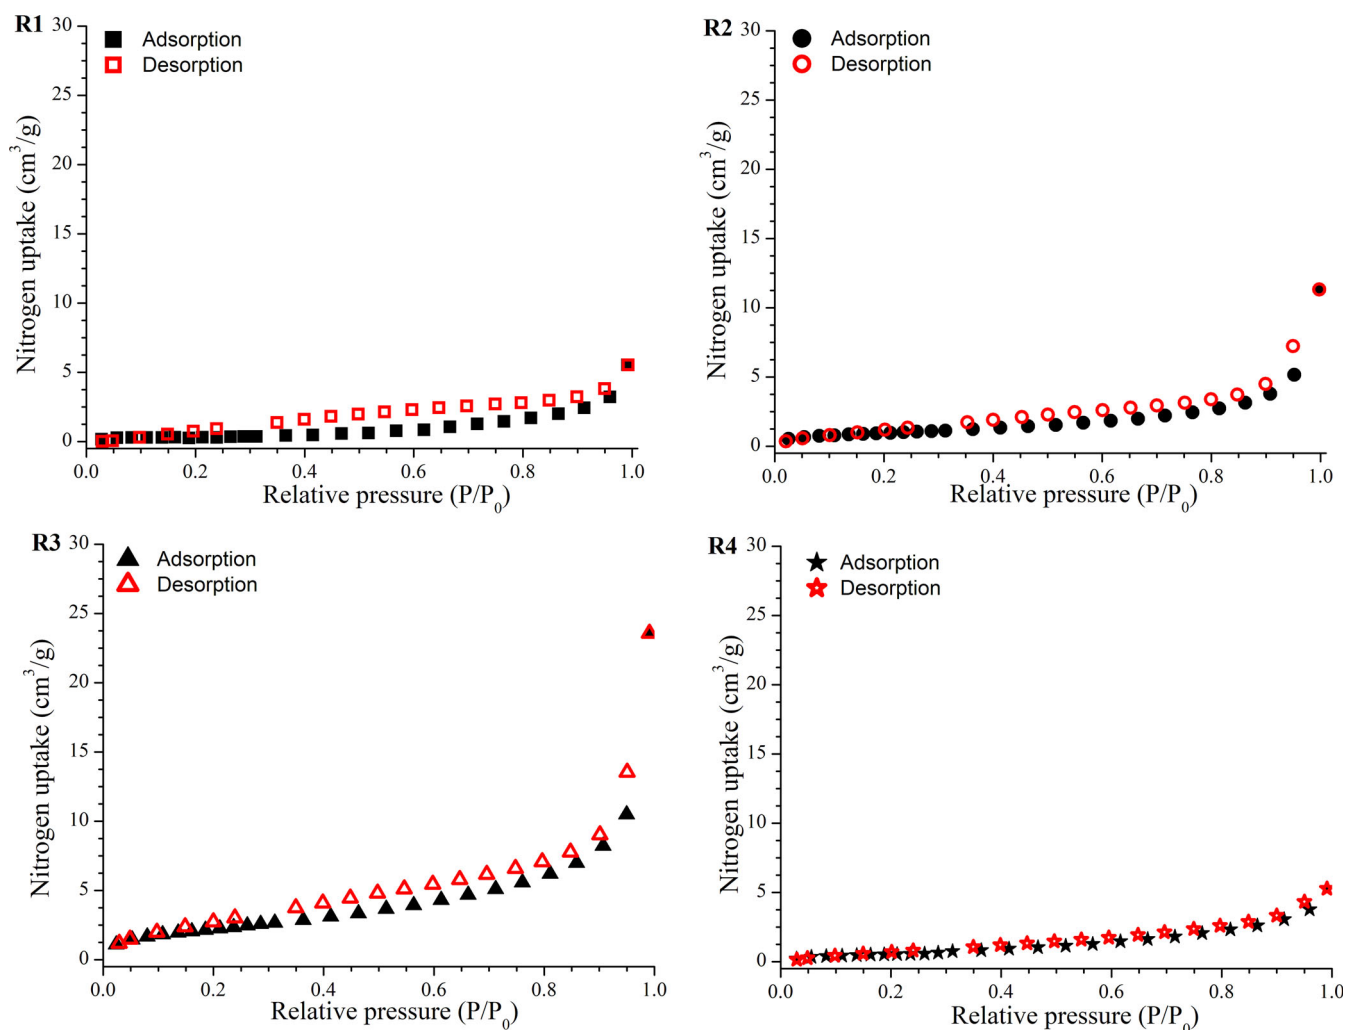 R1
Adsorption
Desorption
Nitrogen uptake (cm³/g)
30
25
20
15
10
5
0
0.0 0.2 0.4 0.6 0.8 1.0
Relative pressure (P/P₀)
R2
Adsorption
Desorption
Nitrogen uptake (cm³/g)
30
25
20
15
10
5
0
0.0 0.2 0.4 0.6 0.8 1.0
Relative pressure (P/P₀)
R3
Adsorption
Desorption
Nitrogen uptake (cm³/g)
30
25
20
15
10
5
0
0.0 0.2 0.4 0.6 0.8 1.0
Relative pressure (P/P₀)
R4
Adsorption
Desorption
Nitrogen uptake (cm³/g)
30
25
20
15
10
5
0
0.0 0.2 0.4 0.6 0.8 1.0
Relative pressure (P/P₀)